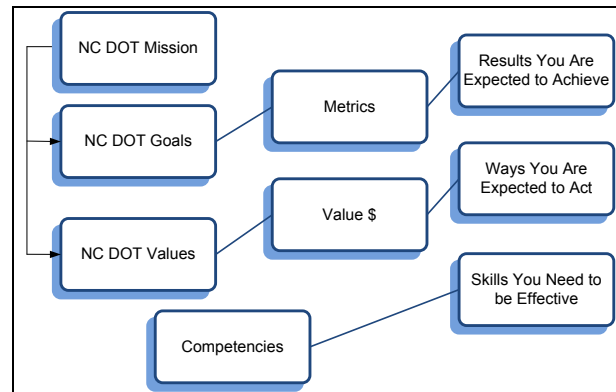 NC DOT Mission
NC DOT Goals
NC DOT Values
Metrics
Value $
Competencies
Results You Are
Expected to Achieve
Ways You Are
Expected to Act
Skills You Need to
be Effective